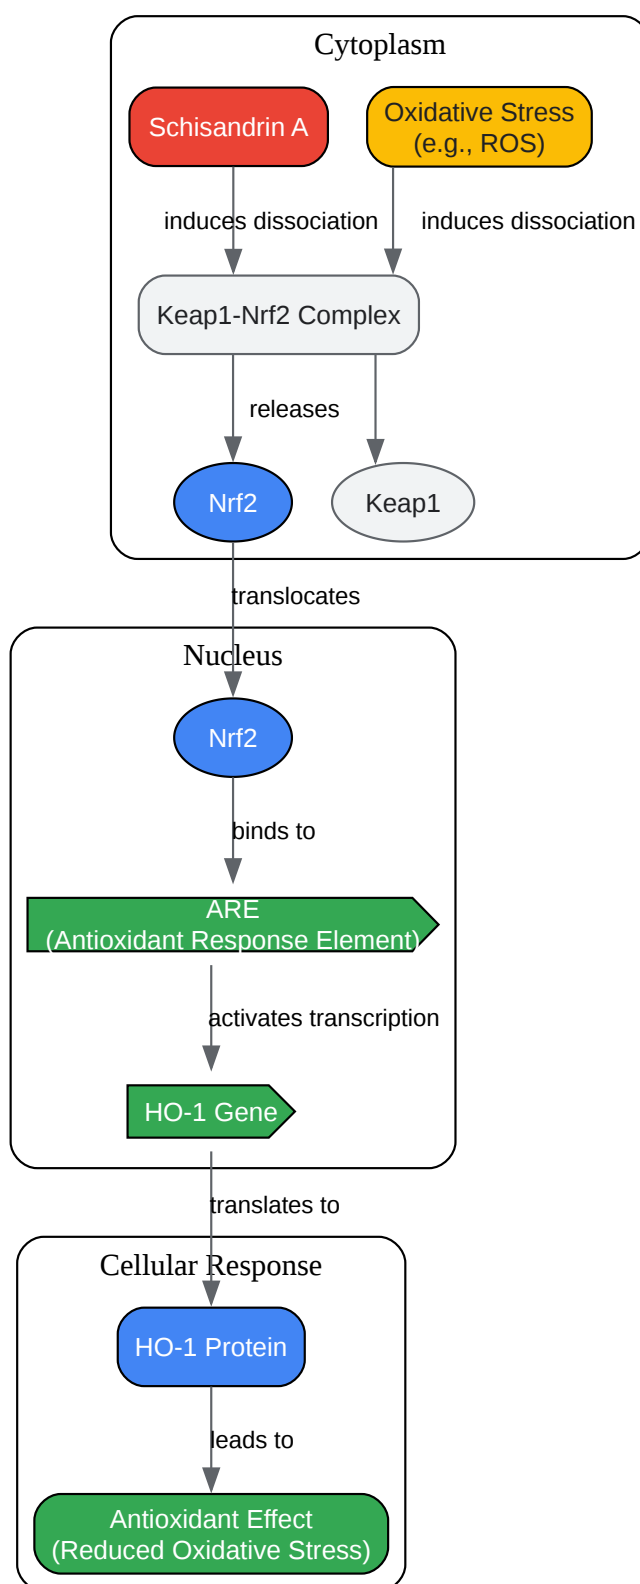 Cytoplasm
Schisandrin A
Oxidative Stress
(e.g., ROS)
induces dissociation
induces dissociation
Keap1-Nrf2 Complex
releases
Nrf2
Keap1
translocates
Nucleus
Nrf2
binds to
ARE
(Antioxidant Response Element)
activates transcription
HO-1 Gene
translates to
Cellular Response
HO-1 Protein
leads to
Antioxidant Effect
(Reduced Oxidative Stress)